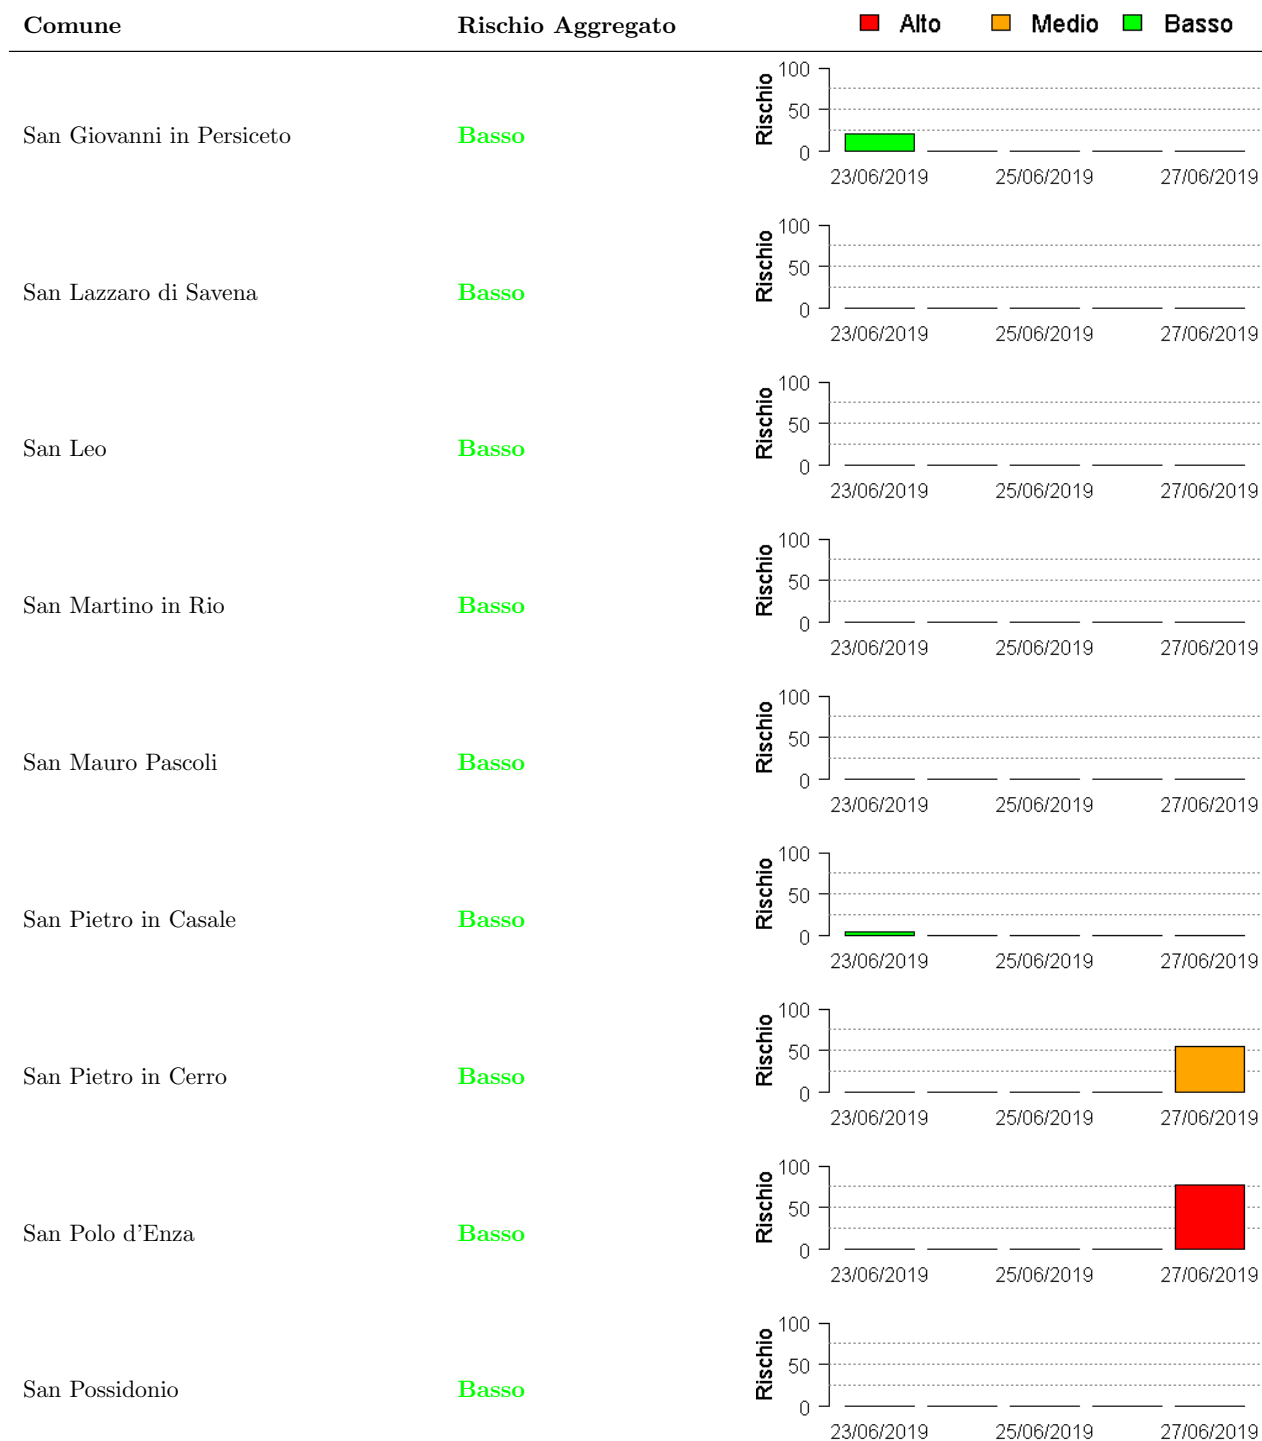 Comune Rischio Aggregato Alto Medio Basso
San Giovanni in Persiceto Basso
Rischio
100
50
0
23/06/2019 25/06/2019 27/06/2019
San Lazzaro di Savena Basso
Rischio
100
50
0
23/06/2019 25/06/2019 27/06/2019
San Leo Basso
Rischio
100
50
0
23/06/2019 25/06/2019 27/06/2019
San Martino in Rio Basso
Rischio
100
50
0
23/06/2019 25/06/2019 27/06/2019
San Mauro Pascoli Basso
Rischio
100
50
0
23/06/2019 25/06/2019 27/06/2019
San Pietro in Casale Basso
Rischio
100
50
0
23/06/2019 25/06/2019 27/06/2019
San Pietro in Cerro Basso
Rischio
100
50
0
23/06/2019 25/06/2019 27/06/2019
San Polo d'Enza Basso
Rischio
100
50
0
23/06/2019 25/06/2019 27/06/2019
San Possidonio Basso
Rischio
100
50
0
23/06/2019 25/06/2019 27/06/2019